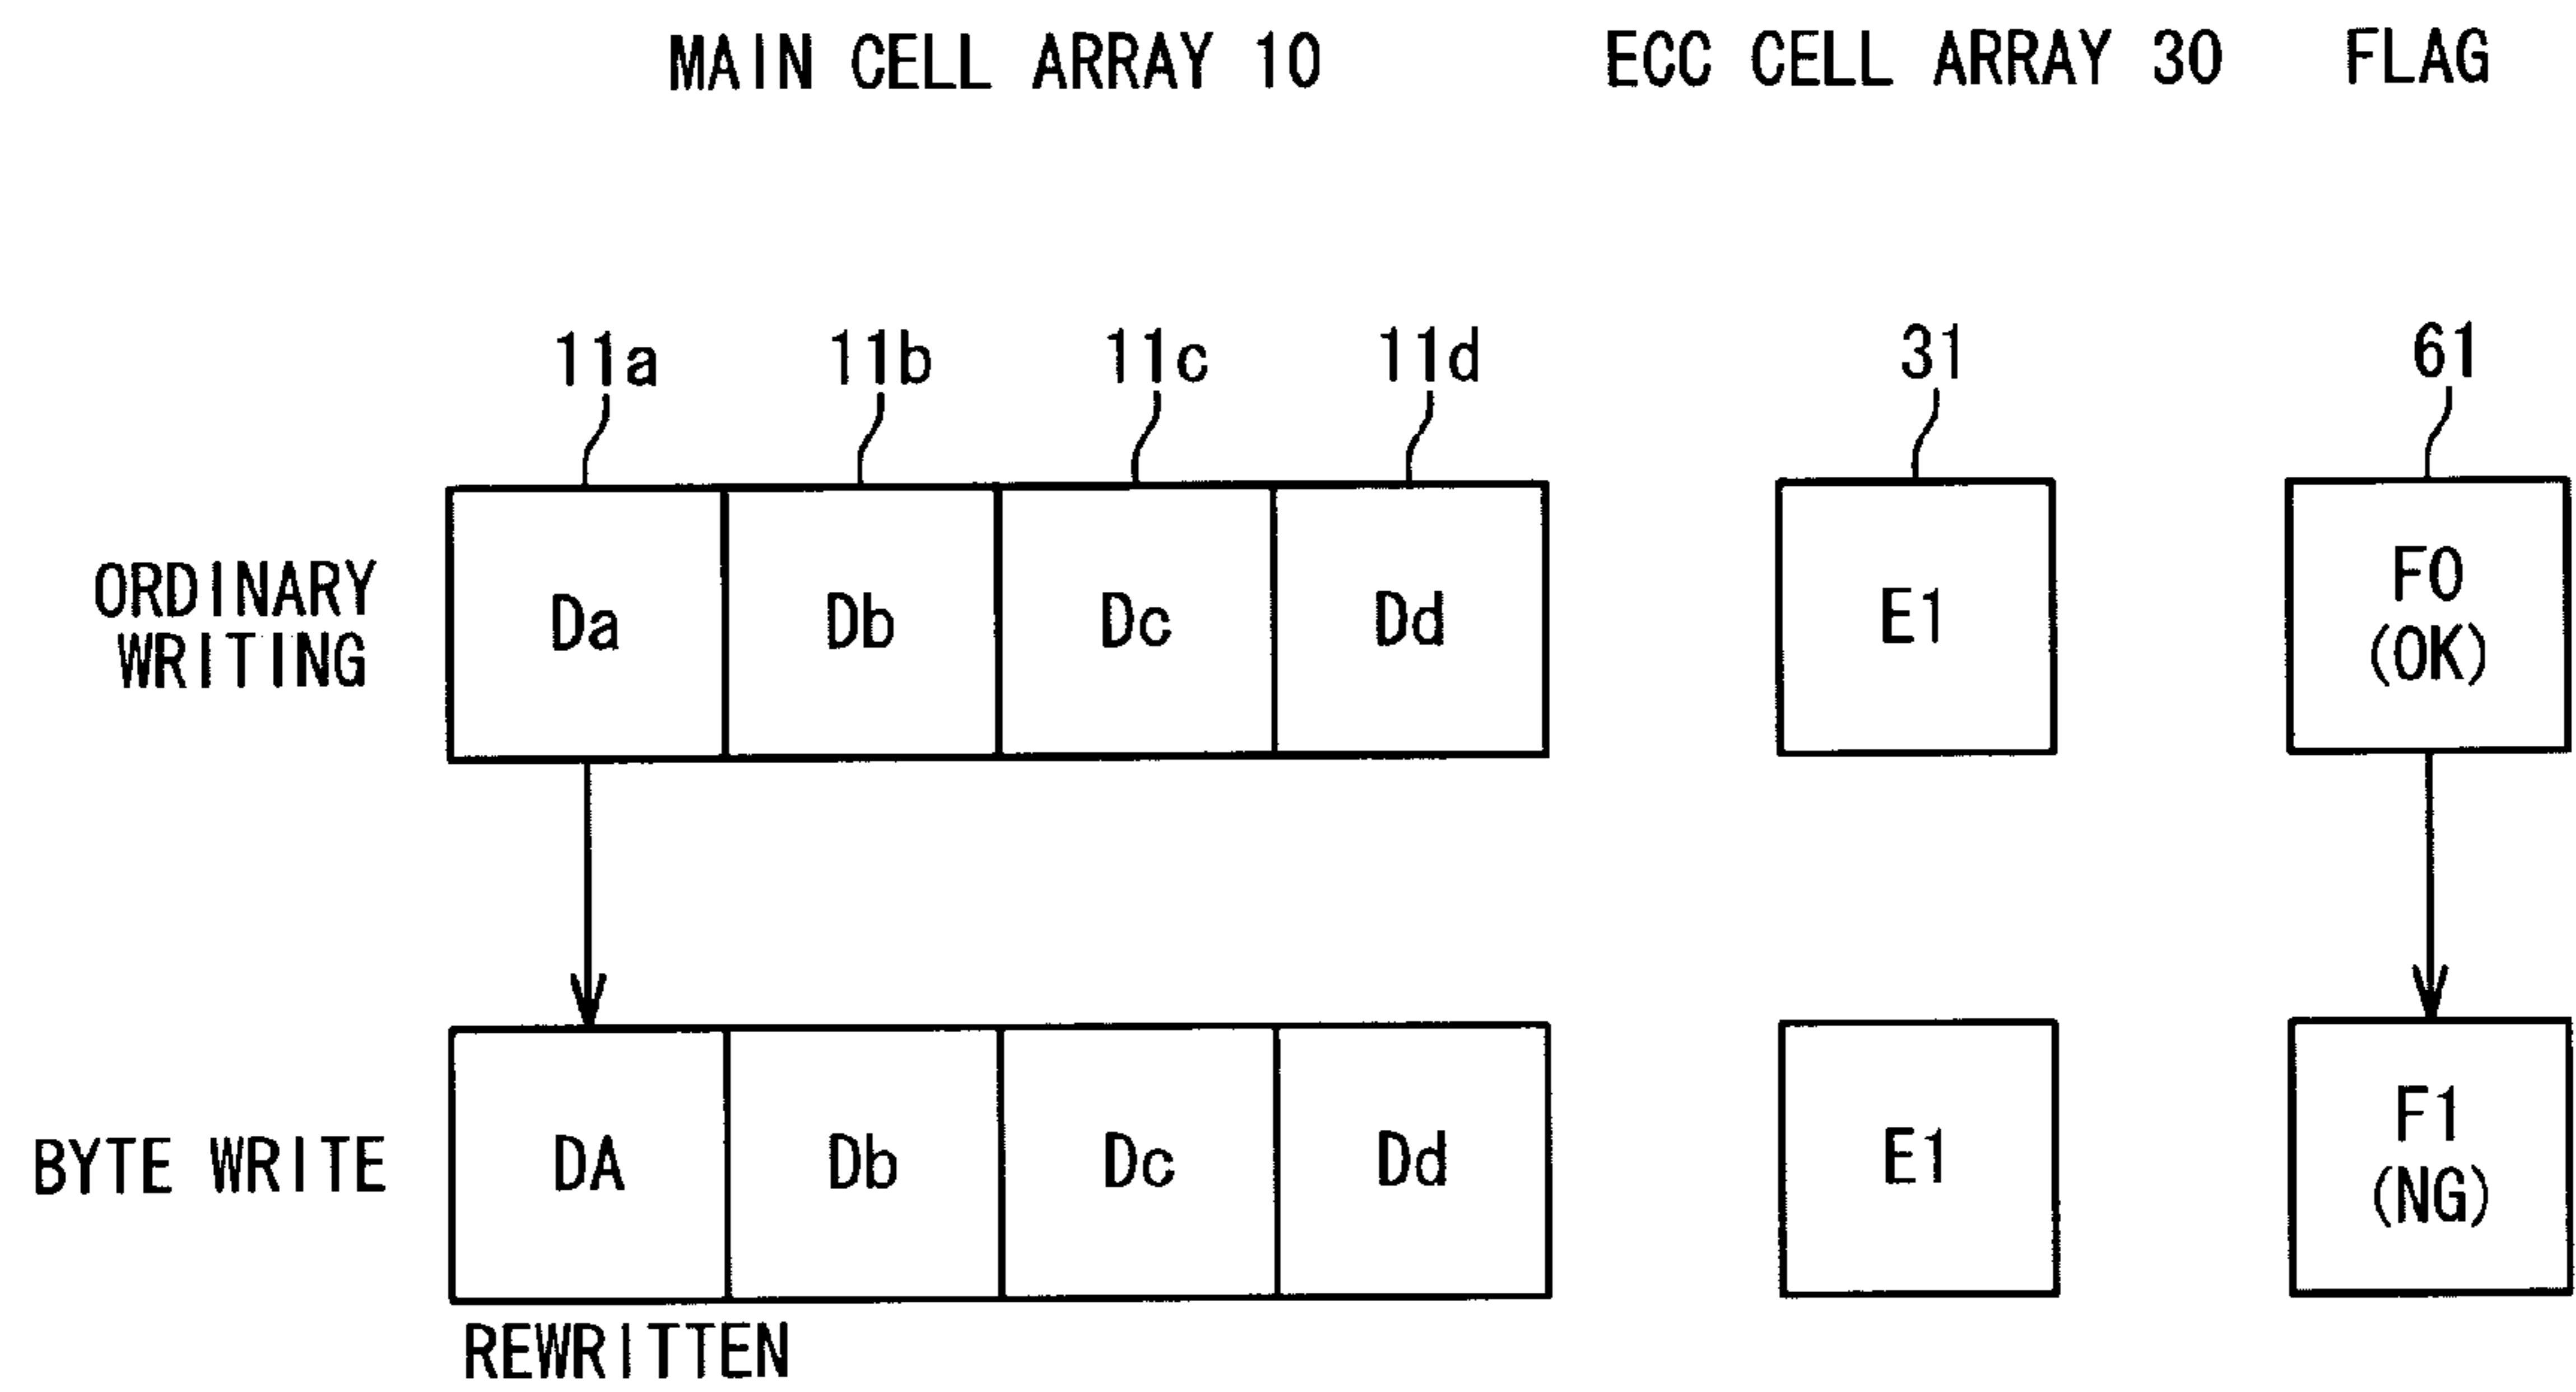 MAIN CELL ARRAY 10 ECC CELL ARRAY 30 FLAG
11a 11b 11c 11d 31 61
ORDINARY
WRITING
Da Db Dc Dd E1 F0
(OK)
BYTE WRITE
DA Db Dc Dd E1 F1
(NG)
REWRITTEN